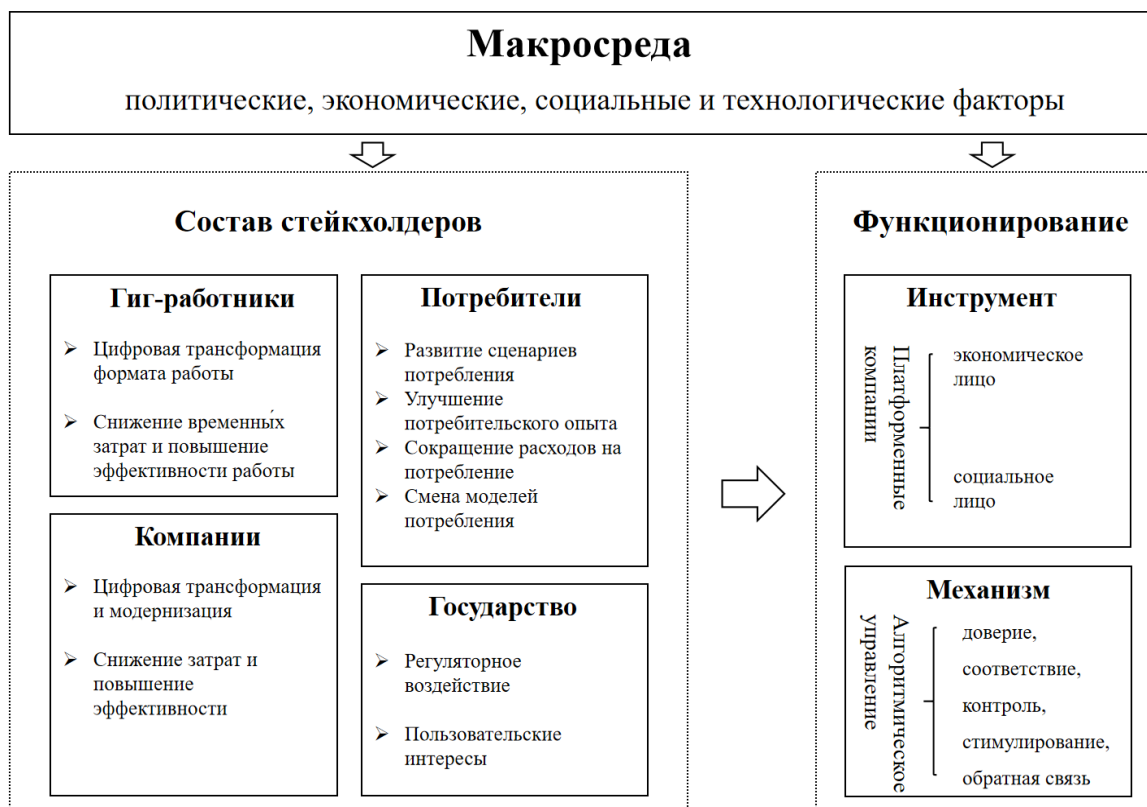 Макросреда
политические, экономические, социальные и технологические факторы
Состав стейкхолдеров
Гиг-работники
Цифровая трансформация
формата работы
Снижение временны́х
затрат и повышение
эффективности работы
Потребители
Развитие сценариев
потребления
Улучшение
потребительского опыта
Сокращение расходов на
потребление
Смена моделей
потребления
Компании
Цифровая трансформация
и модернизация
Снижение затрат и
повышение
эффективности
Государство
Регуляторное
воздействие
Пользовательские
интересы
Функционирование
Инструмент
Платформенные
компании
экономическое
лицо
социальное
лицо
Механизм
Алгоритмическое
управление
доверие,
соответствие,
контроль,
стимулирование,
обратная связь